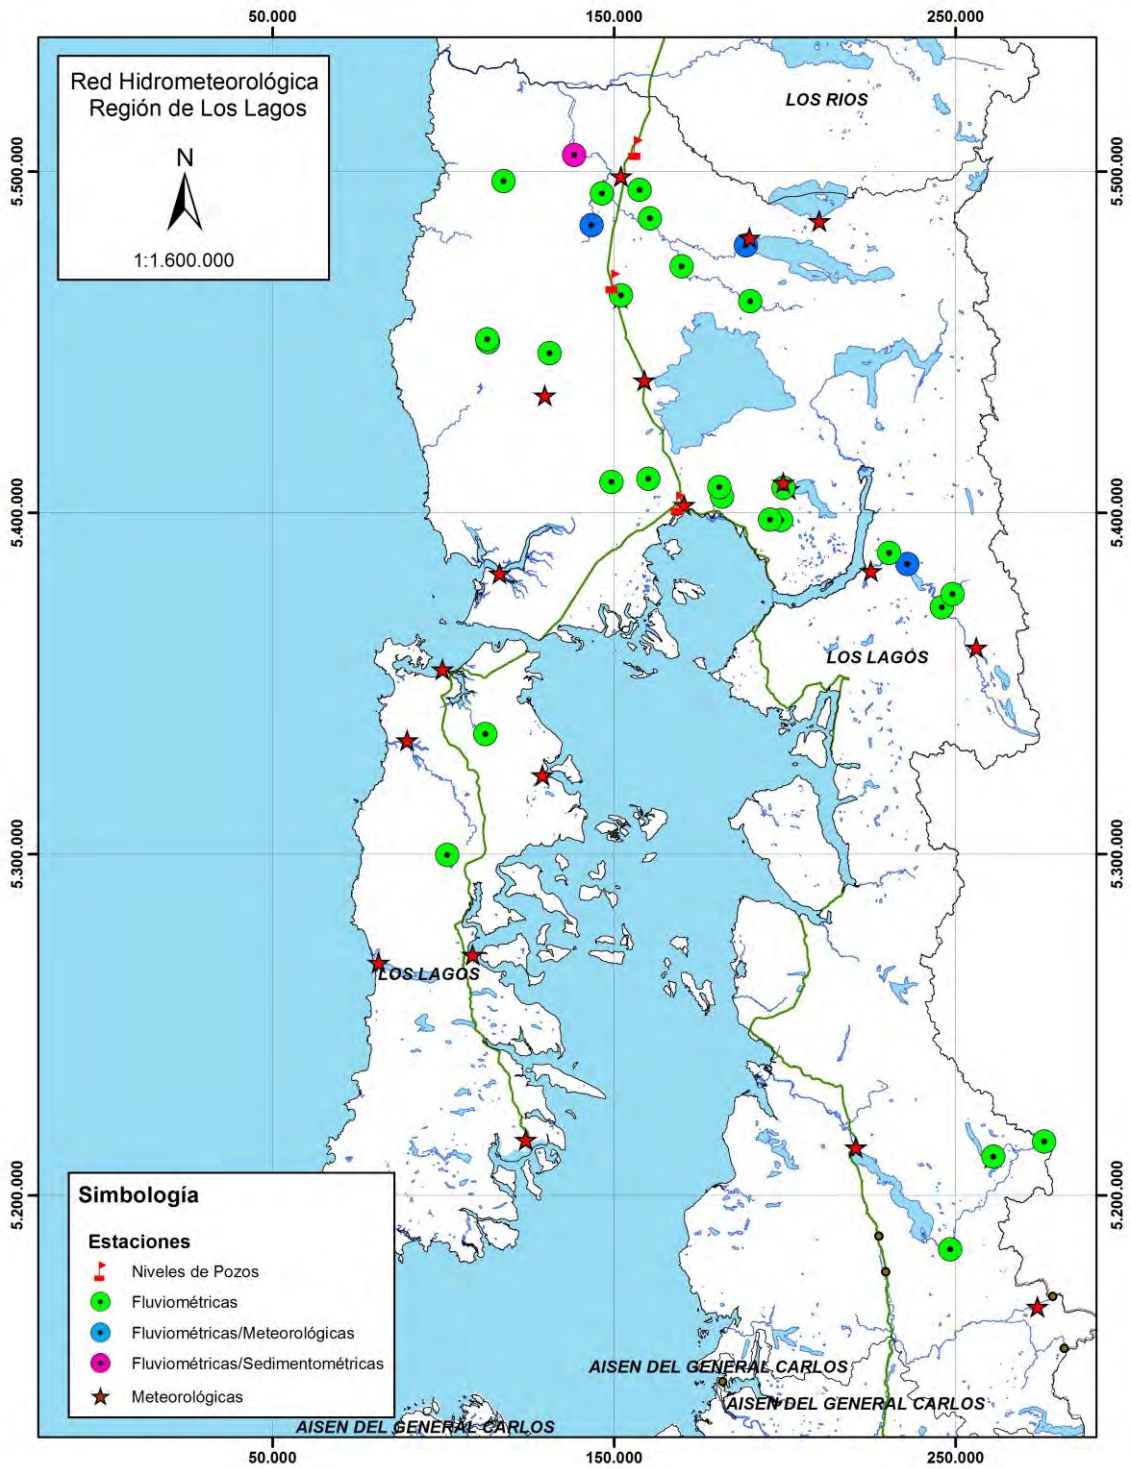 50.000
150.000
250.000
Red Hidrometeorológica
Región de Los Lagos
N
1:1.600.000
LOS RIOS
5.500.000
5.500.000
5.400.000
5.400.000
LOS LAGOS
5.300.000
5.300.000
LOS LAGOS
5.200.000
5.200.000
Simbología
Estaciones
Niveles de Pozos
Fluviométricas
Fluviométricas/Meteorológicas
Fluviométricas/Sedimentométricas
Meteorológicas
AISEN DEL GENERAL CARLOS
AISEN DEL GENERAL CARLOS
AISEN DEL GENERAL CARLOS
50.000
150.000
250.000